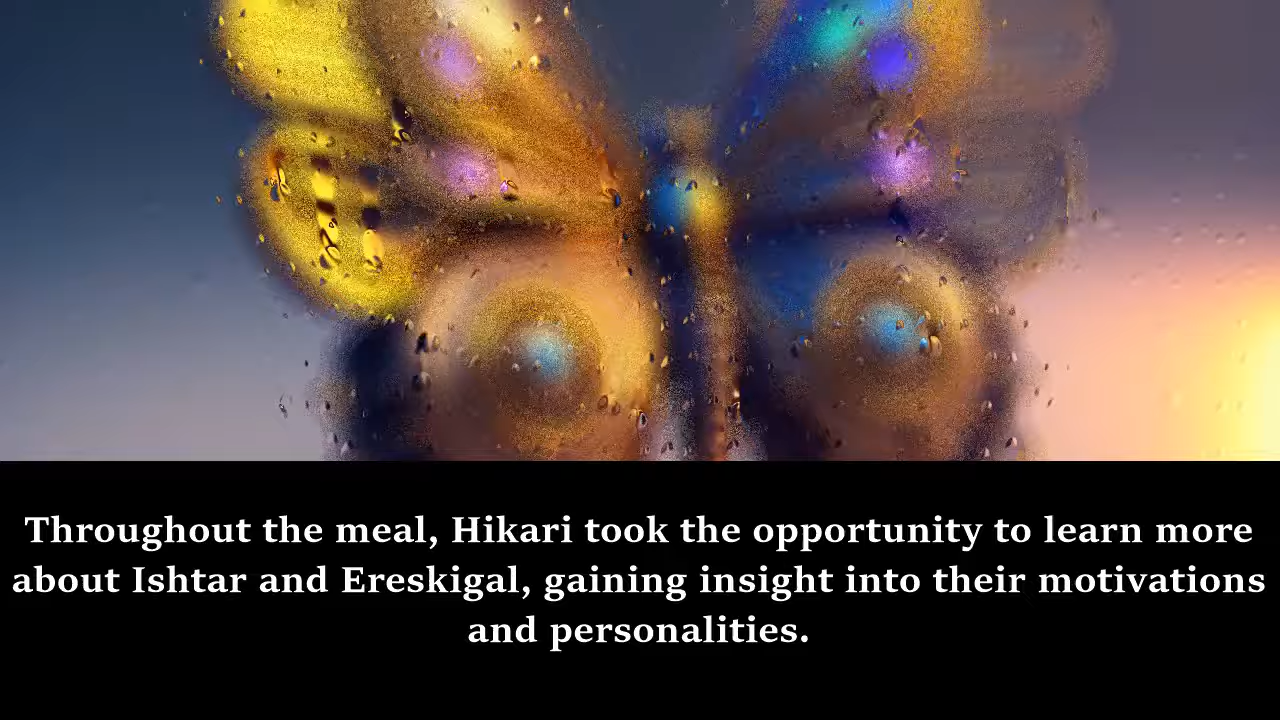 Throughout the meal, Hikari took the opportunity to learn more
about Ishtar and Ereskigal, gaining insight into their motivations
and personalities.